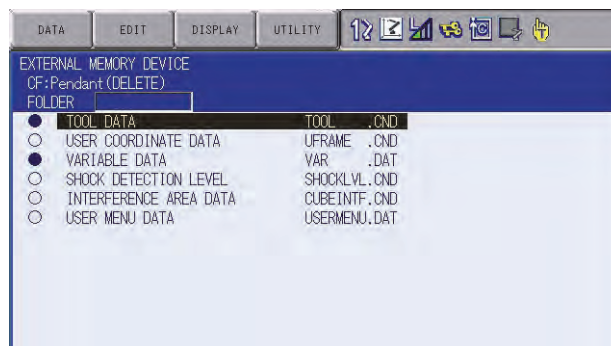 DATA EDIT DISPLAY UTILITY
EXTERNAL MEMORY DEVICE
CF:Pendant(DELETE)
FOLDER
TOOL DATA TOOL .CND
USER COORDINATE DATA UFRAME .CND
VARIABLE DATA VAR .DAT
SHOCK DETECTION LEVEL SHOCKLVL.CND
INTERFERENCE AREA DATA CUBEINTF.CND
USER MENU DATA USERMENU.DAT